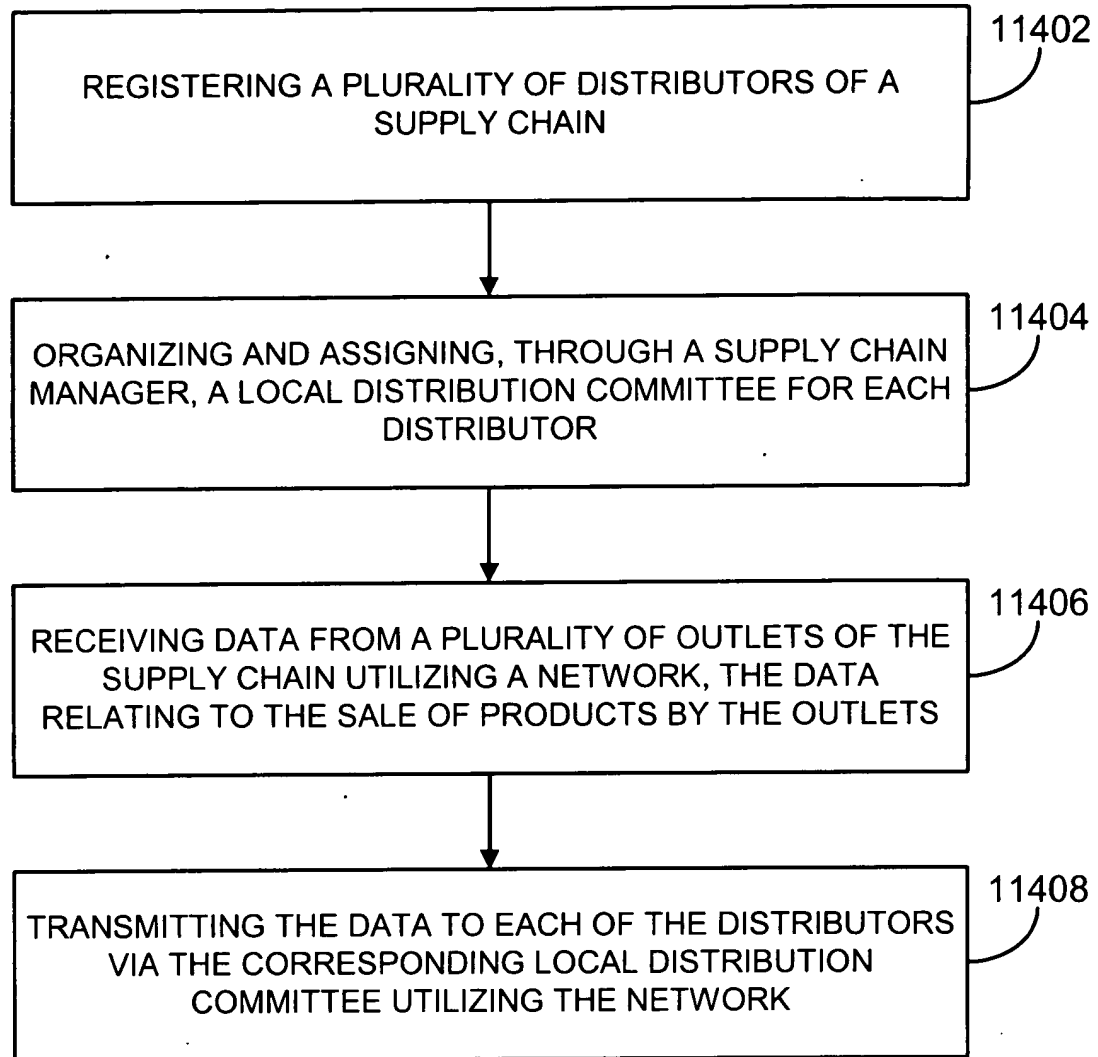 11402
REGISTERING A PLURALITY OF DISTRIBUTORS OF A
SUPPLY CHAIN
11404
ORGANIZING AND ASSIGNING, THROUGH A SUPPLY CHAIN
MANAGER, A LOCAL DISTRIBUTION COMMITTEE FOR EACH
DISTRIBUTOR
11406
RECEIVING DATA FROM A PLURALITY OF OUTLETS OF THE
SUPPLY CHAIN UTILIZING A NETWORK, THE DATA
RELATING TO THE SALE OF PRODUCTS BY THE OUTLETS
11408
TRANSMITTING THE DATA TO EACH OF THE DISTRIBUTORS
VIA THE CORRESPONDING LOCAL DISTRIBUTION
COMMITTEE UTILIZING THE NETWORK